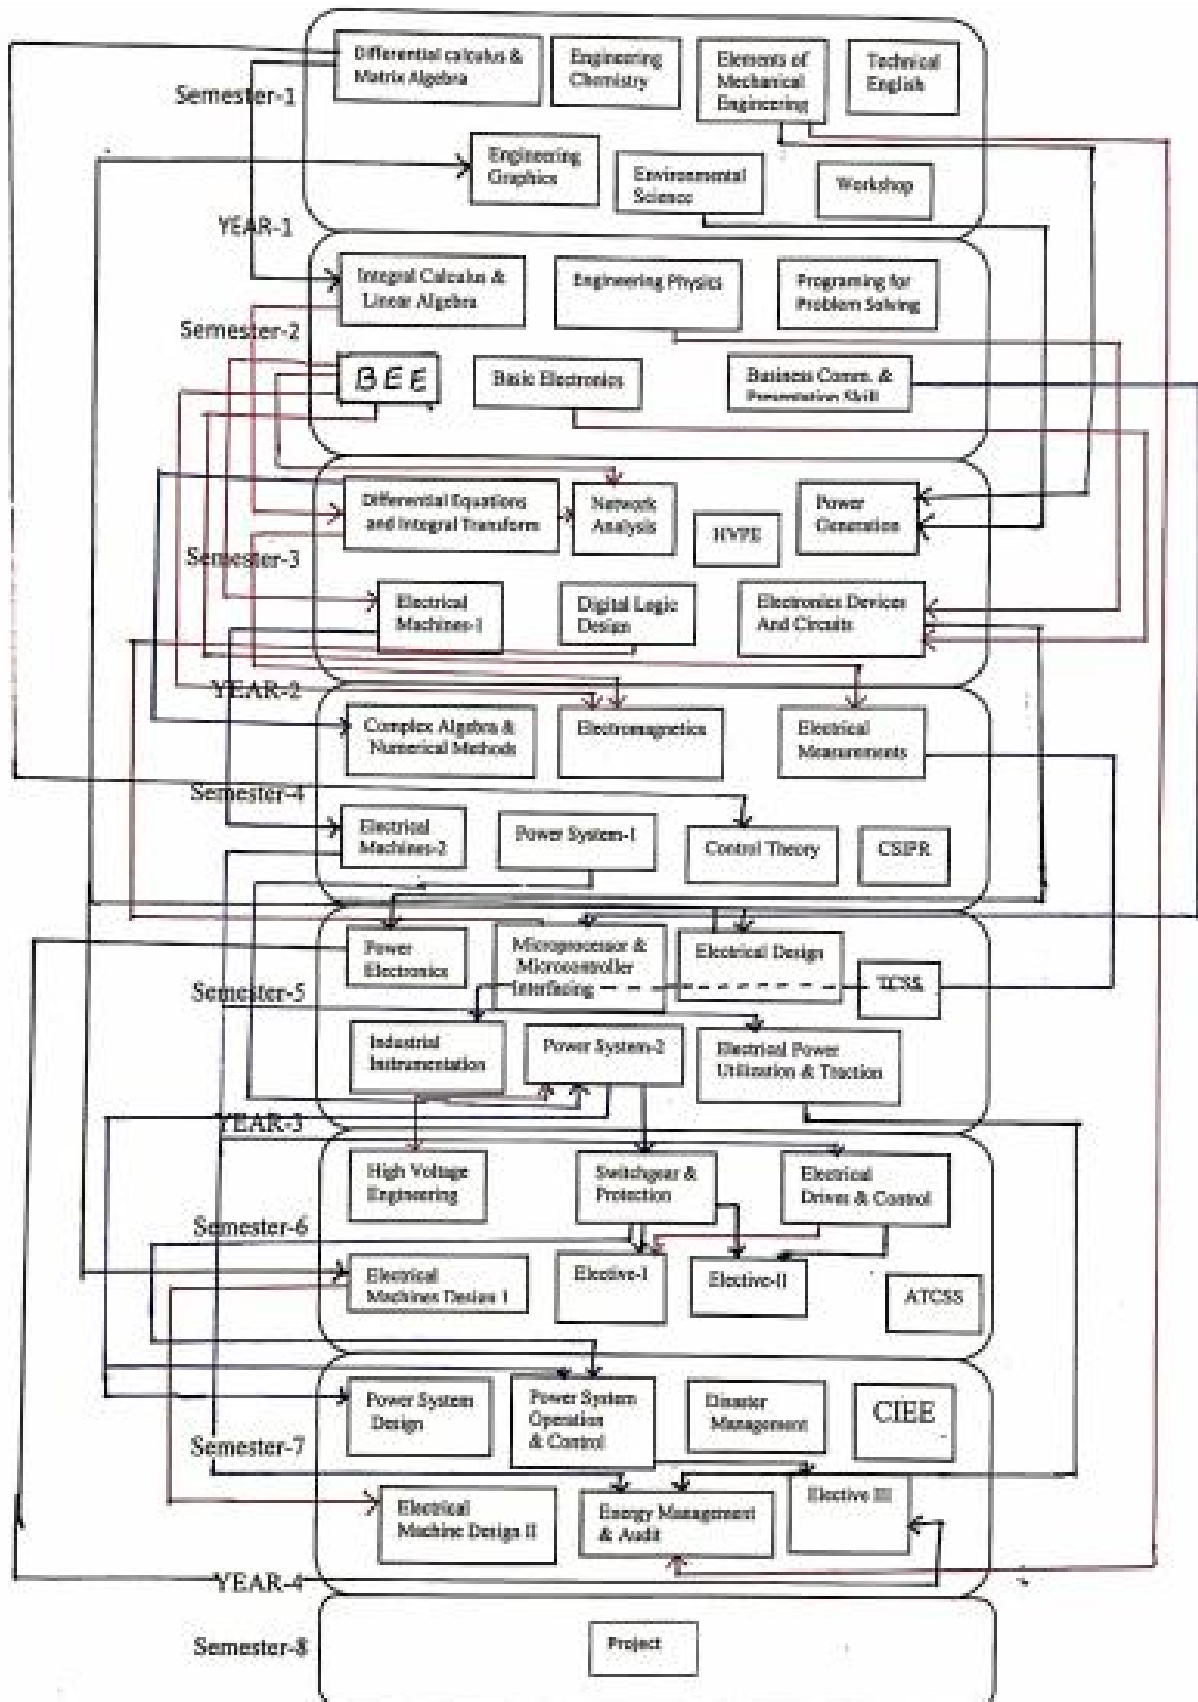 Differential calculus &
Matrix Algebra
Engineering
Chemistry
Elements of
Mechanical
Engineering
Technical
English
Semester-1
Engineering
Graphics
Environmental
Science
Workshop
YEAR-1
Integral Calculus &
Linear Algebra
Engineering Physics
Programing for
Problem Solving
Semester-2
BEE
Basic Electronics
Business Comm. &
Presentation Skill
Differential Equations
and Integral Transform
Network
Analysis
HVPE
Power
Generation
Semester-3
Electrical
Machines-1
Digital Logic
Design
Electronics Devices
And Circuits
YEAR-2
Complex Algebra &
Numerical Methods
Electromagnetics
Electrical
Measurements
Semester-4
Electrical
Machines-2
Power System-1
Control Theory
CSIPR
Power
Electronics
Microprocessor &
Microcontroller
Interfacing
Electrical Design
TCSS
Semester-5
Industrial
Instrumentation
Power System-2
Electrical Power
Utilization & Traction
YEAR-3
High Voltage
Engineering
Switchgear &
Protection
Electrical
Drives & Control
Semester-6
Electrical
Machines Design I
Elective-I
Elective-II
ATCSS
Power System
Design
Power System
Operation
& Control
Disaster
Management
CIEE
Semester-7
Electrical
Machine Design II
Energy Management
& Audit
Elective III
YEAR-4
Semester-8
Project